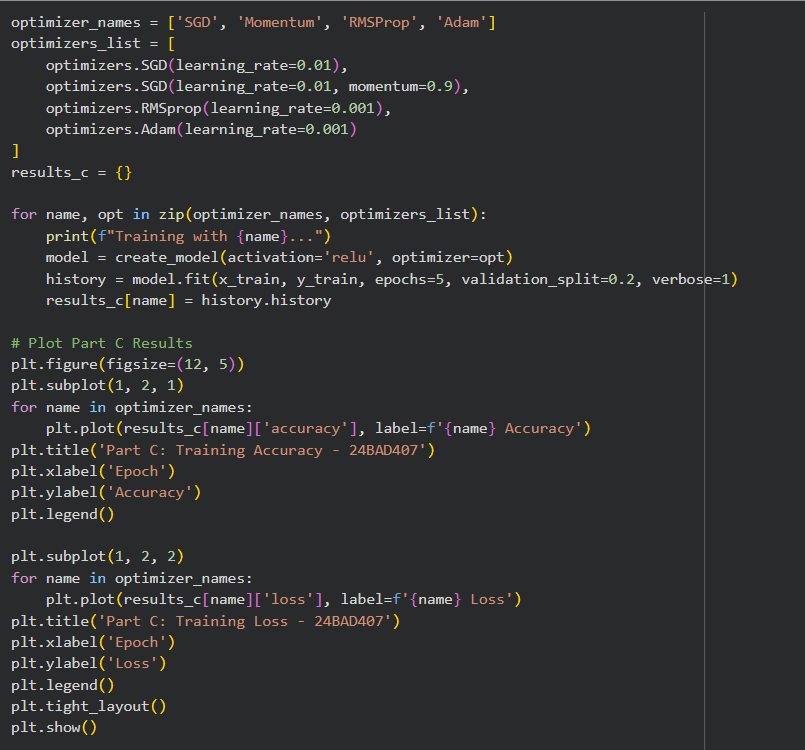 optimizer_names = ['SGD', 'Momentum', 'RMSProp', 'Adam']
optimizers_list = [
    optimizers.SGD(learning_rate=0.01),
    optimizers.SGD(learning_rate=0.01, momentum=0.9),
    optimizers.RMSprop(learning_rate=0.001),
    optimizers.Adam(learning_rate=0.001)
]
results_c = {}

for name, opt in zip(optimizer_names, optimizers_list):
    print(f"Training with {name}...")
    model = create_model(activation='relu', optimizer=opt)
    history = model.fit(x_train, y_train, epochs=5, validation_split=0.2, verbose=1)
    results_c[name] = history.history

# Plot Part C Results
plt.figure(figsize=(12, 5))
plt.subplot(1, 2, 1)
for name in optimizer_names:
    plt.plot(results_c[name]['accuracy'], label=f'{name} Accuracy')
plt.title('Part C: Training Accuracy - 24BAD407')
plt.xlabel('Epoch')
plt.ylabel('Accuracy')
plt.legend()

plt.subplot(1, 2, 2)
for name in optimizer_names:
    plt.plot(results_c[name]['loss'], label=f'{name} Loss')
plt.title('Part C: Training Loss - 24BAD407')
plt.xlabel('Epoch')
plt.ylabel('Loss')
plt.legend()
plt.tight_layout()
plt.show()